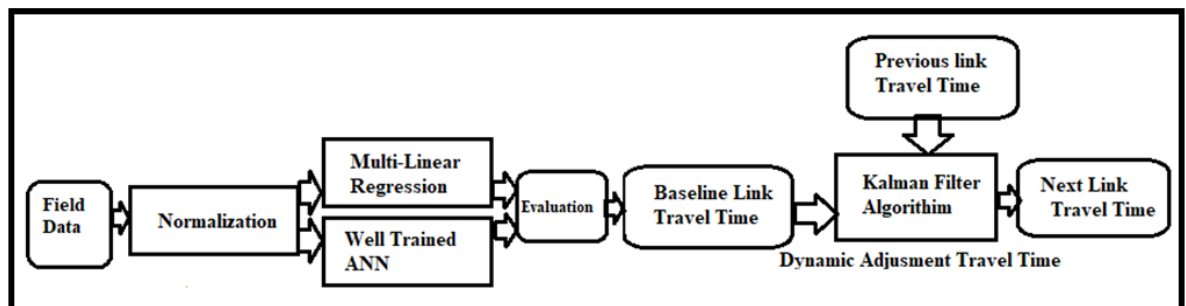 Field
Data
Normalization
Multi-Linear
Regression
Well Trained
ANN
Evaluation
Baseline Link
Travel Time
Previous link
Travel Time
Kalman Filter
Algorithim
Next Link
Travel Time
Dynamic Adjusment Travel Time